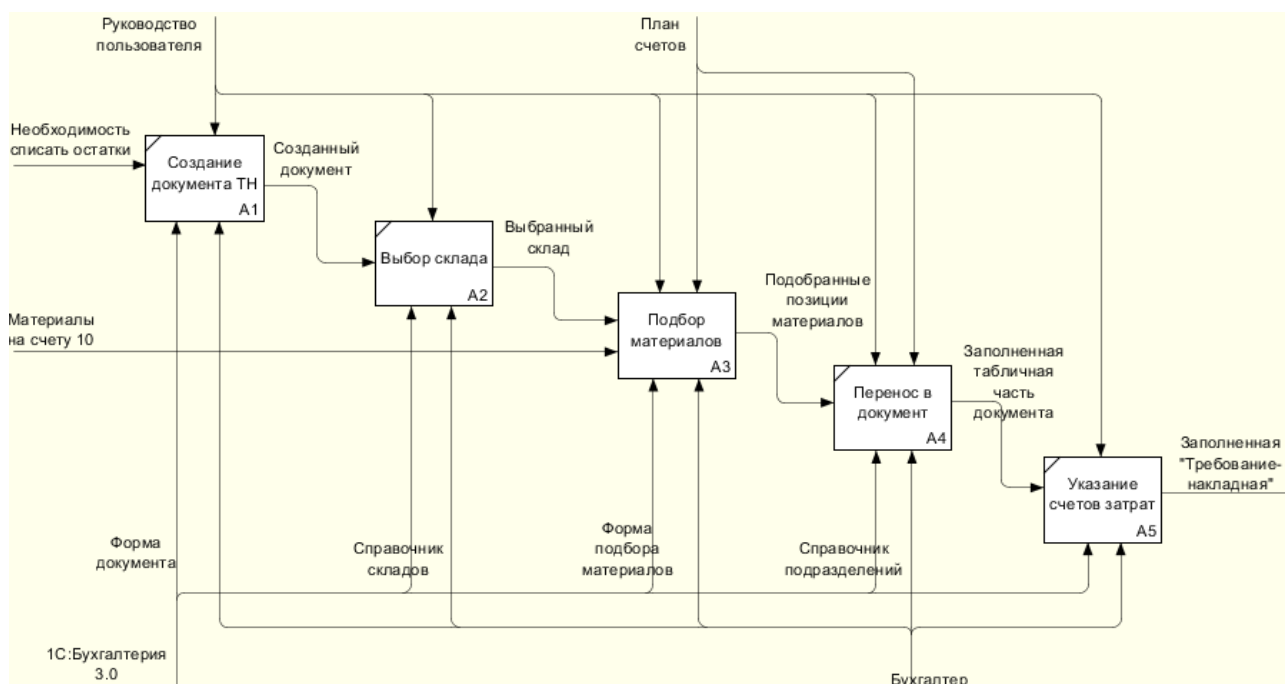 Руководство
пользователя
План
счетов
Необходимость
списать остатки
Создание
документа ТН
A1
Созданный
документ
Выбор склада
A2
Выбранный
склад
Материалы
на счету 10
Подбор
материалов
A3
Подобранные
позиции
материалов
Перенос в
документ
A4
Заполненная
табличная
часть
документа
Указание
счетов затрат
A5
Заполненная
"Требование-
накладная"
Форма
документа
Справочник
складов
Форма
подбора
материалов
Справочник
подразделений
1С:Бухгалтерия
3.0
Бухгалтер